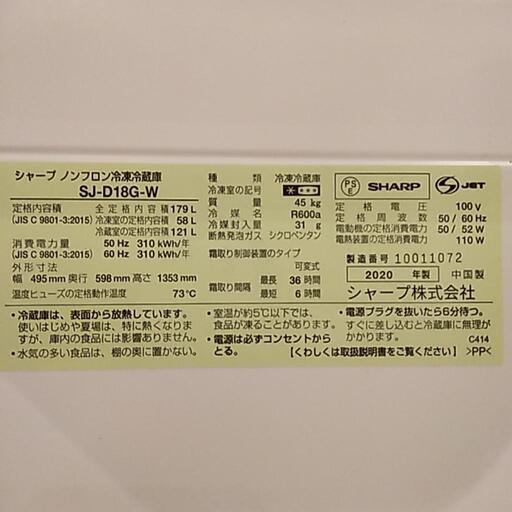 シャープ ノンフロン冷凍冷蔵庫
SJ-D18G-W
定格内容積 全定格内容積 179 L
(JIS C 9801-3:2015) 冷凍室の定格内容積 58 L
冷蔵室の定格内容積 121 L
消費電力量 50 Hz 310 kWh/年
(JIS C 9801-3:2015) 60 Hz 310 kWh/年
外形寸法
幅 495mm 奥行 598mm 高さ 1353mm
温度ヒューズの定格動作温度 73℃
種類 冷凍冷蔵庫
冷凍室の記号
質量 45 kg
冷媒名 R600a
冷媒封入量 31 g
断熱発泡ガス シクロペンタン
霜取り制御装置のタイプ
可変式
霜取り間隔 最長 36 時間
最短 6 時間
PS
E
SHARP
JET
定格電圧 100 V
定格周波数 50 / 60 Hz
電動機の定格消費電力 50 / 52 W
電熱装置の定格消費電力 110 W
製造番号 10011072
2020 年製 中国製
シャープ株式会社
• 冷蔵庫は、表面から放熱しています。
使いはじめや夏場は、特に熱くなりま
すが、庫内の食品には影響ありません。
• 水気の多い食品は、棚の奥に置かない。
• 室温が約5℃以下では、
食品が凍ることがあります。
• 電源は必ずコンセントから
とる。
• 電源プラグを抜いたら6分待つ。
すぐに差し込むと冷蔵庫に無理が
かかります。
C414
【くわしくは取扱説明書をご覧ください】 >PP<